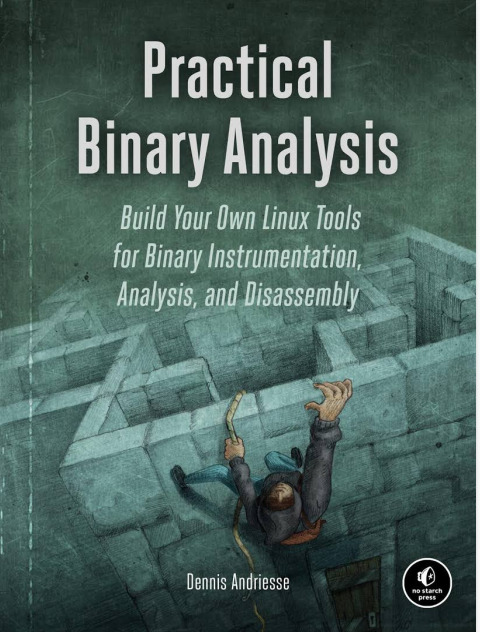 Practical
Binary Analysis
Build Your Own Linux Tools
for Binary Instrumentation,
Analysis, and Disassembly
Dennis Andriesse
no starch
press